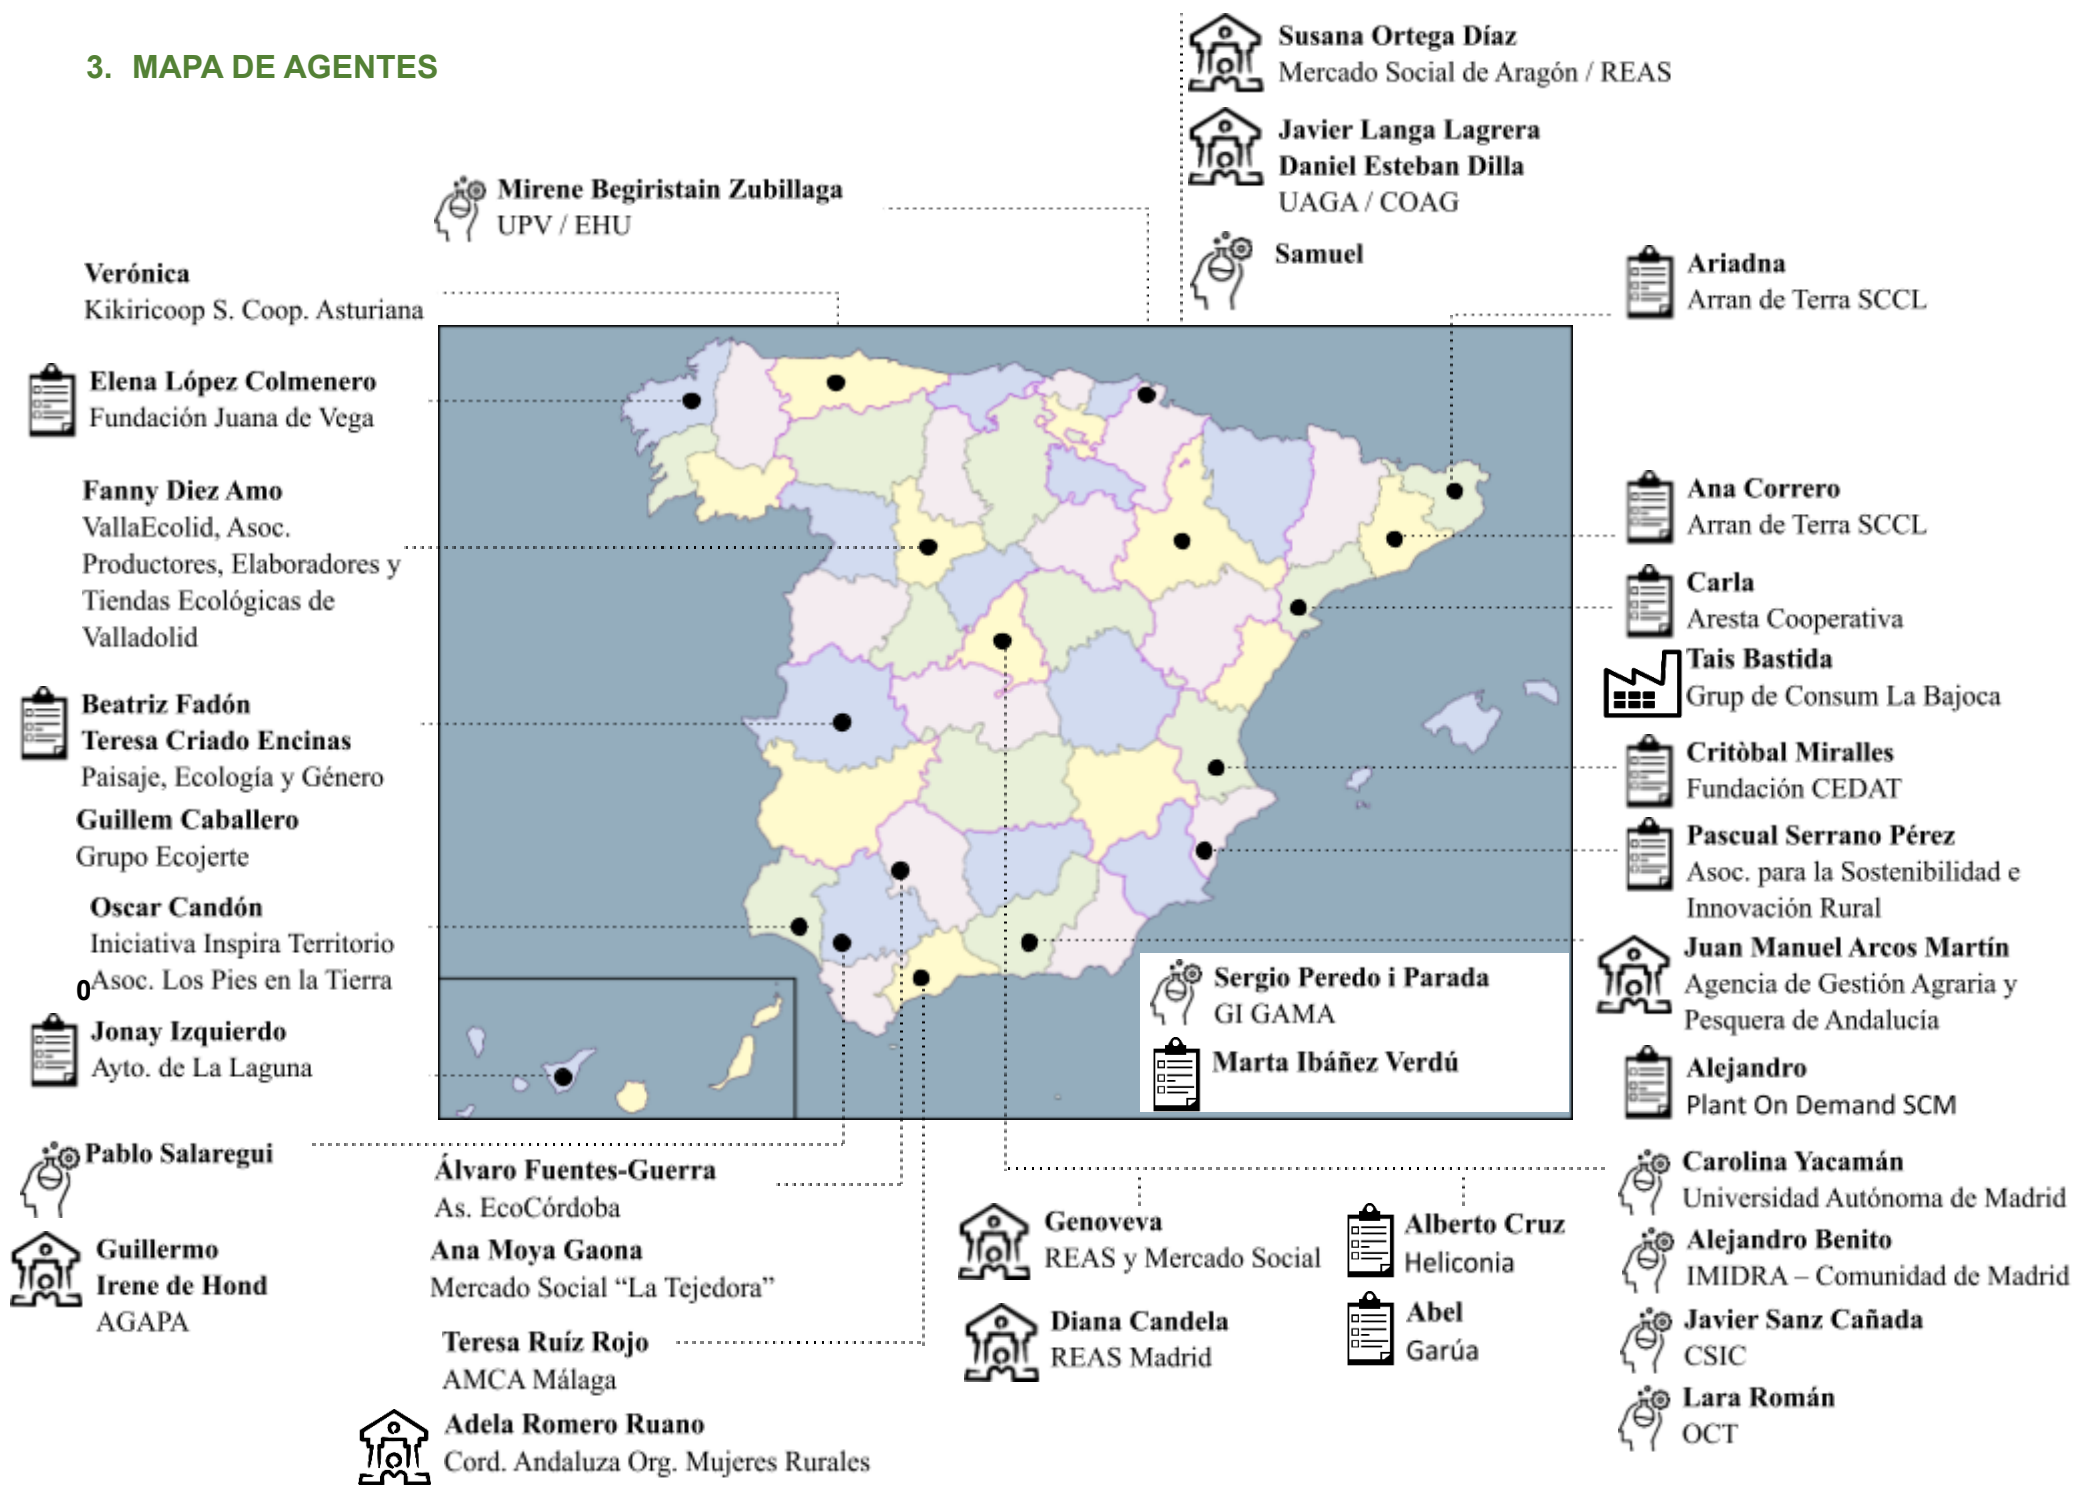 3. MAPA DE AGENTES
Susana Ortega Díaz
Mercado Social de Aragón / REAS
Javier Langa Lagrera
Daniel Esteban Dilla
UAGA / COAG
Samuel
Mirene Begiristain Zubillaga
UPV / EHU
Verónica
Kikiricoop S. Coop. Asturiana
Elena López Colmenero
Fundación Juana de Vega
Fanny Diez Amo
VallaEcolid, Asoc.
Productores, Elaboradores y
Tiendas Ecológicas de
Valladolid
Beatriz Fadón
Teresa Criado Encinas
Paisaje, Ecología y Género
Guillem Caballero
Grupo Ecojerte
Oscar Candón
Iniciativa Inspira Territorio
Asoc. Los Pies en la Tierra
0
Jonay Izquierdo
Ayto. de La Laguna
Pablo Salaregui
Guillermo
Irene de Hond
AGAPA
Álvaro Fuentes-Guerra
As. EcoCórdoba
Ana Moya Gaona
Mercado Social “La Tejedora”
Teresa Ruíz Rojo
AMCA Málaga
Adela Romero Ruano
Cord. Andaluza Org. Mujeres Rurales
Genoveva
REAS y Mercado Social
Diana Candela
REAS Madrid
Alberto Cruz
Heliconia
Abel
Garúa
Sergio Peredo i Parada
GI GAMA
Marta Ibáñez Verdú
Ariadna
Arran de Terra SCCL
Ana Correro
Arran de Terra SCCL
Carla
Aresta Cooperativa
Tais Bastida
Grup de Consum La Bajoca
Critòbal Miralles
Fundación CEDAT
Pascual Serrano Pérez
Asoc. para la Sostenibilidad e
Innovación Rural
Juan Manuel Arcos Martín
Agencia de Gestión Agraria y
Pesquera de Andalucía
Alejandro
Plant On Demand SCM
Carolina Yacamán
Universidad Autónoma de Madrid
Alejandro Benito
IMIDRA – Comunidad de Madrid
Javier Sanz Cañada
CSIC
Lara Román
OCT